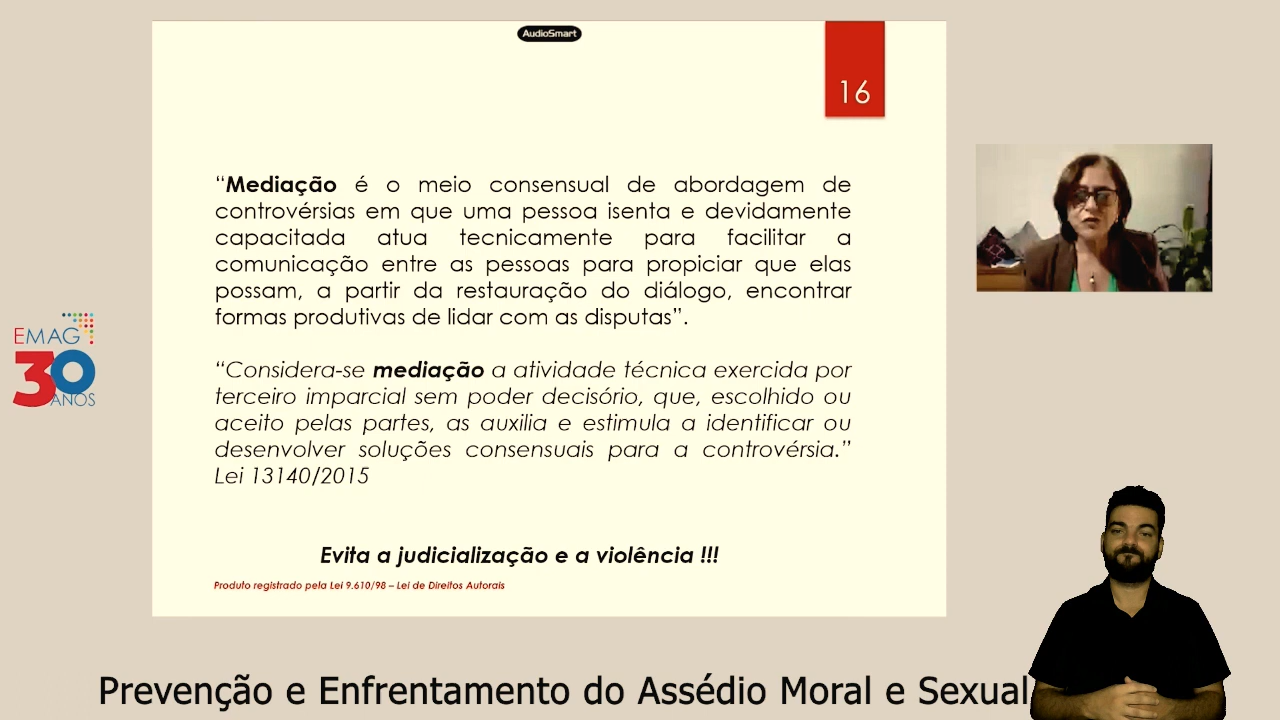 AudioSmart
16
“Mediação é o meio consensual de abordagem de
controvérsias em que uma pessoa isenta e devidamente
capacitada atua tecnicamente para facilitar a
comunicação entre as pessoas para propiciar que elas
possam, a partir da restauração do diálogo, encontrar
formas produtivas de lidar com as disputas”.
“Considera-se mediação a atividade técnica exercida por
terceiro imparcial sem poder decisório, que, escolhido ou
aceito pelas partes, as auxilia e estimula a identificar ou
desenvolver soluções consensuais para a controvérsia.”
Lei 13140/2015
Evita a judicialização e a violência !!!
Produto registrado pela Lei 9.610/98 – Lei de Direitos Autorais
EMAG
30
ANOS
Prevenção e Enfrentamento do Assédio Moral e Sexual